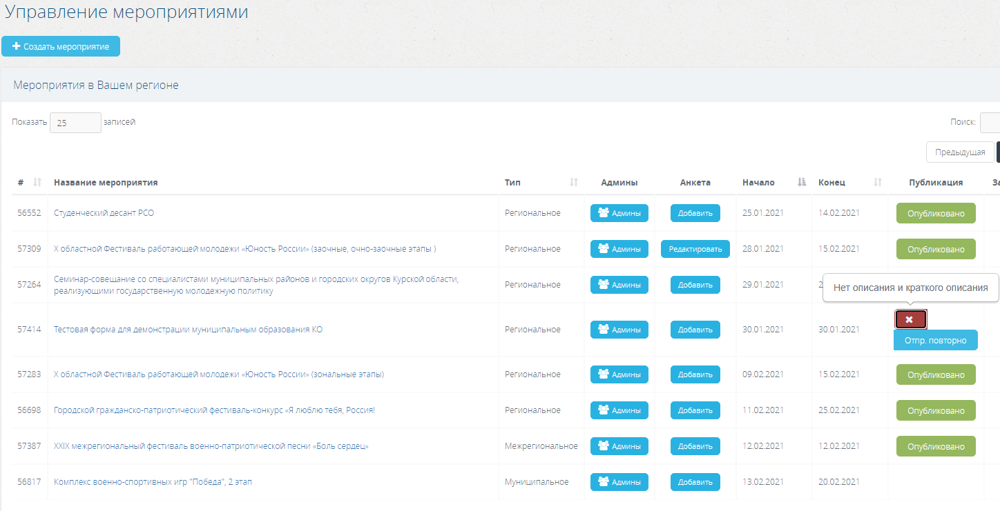 Управление мероприятиями
Создать мероприятие
Мероприятия в Вашем регионе
Показать 25 записей Поиск:
Предыдущая
# Название мероприятия Тип Админы Анкета Начало Конец Публикация
56552 Студенческий десант РСО Региональное Админы Добавить 25.01.2021 14.02.2021 Опубликовано
57309 X областной Фестиваль работающей молодежи «Юность России» (заочные, очно-заочные этапы ) Региональное Админы Редактировать 28.01.2021 15.02.2021 Опубликовано
57264 Семинар-совещание со специалистами муниципальных районов и городских округов Курской области, Региональное Админы Добавить 29.01.2021
реализующими государственную молодежную политику
Нет описания и краткого описания
57414 Тестовая форма для демонстрации муниципальным образования КО Региональное Админы Добавить 30.01.2021 30.01.2021
Отпр. повторно
57283 X областной Фестиваль работающей молодежи «Юность России» (зональные этапы) Региональное Админы Добавить 09.02.2021 15.02.2021 Опубликовано
56698 Городской гражданско-патриотический фестиваль-конкурс «Я люблю тебя, Россия! Региональное Админы Добавить 11.02.2021 25.02.2021 Опубликовано
57387 XXIX межрегиональный фестиваль военно-патриотической песни «Боль сердец» Межрегиональное Админы Добавить 12.02.2021 12.02.2021 Опубликовано
56817 Комплекс военно-спортивных игр "Победа", 2 этап Муниципальное Админы Добавить 13.02.2021 20.02.2021